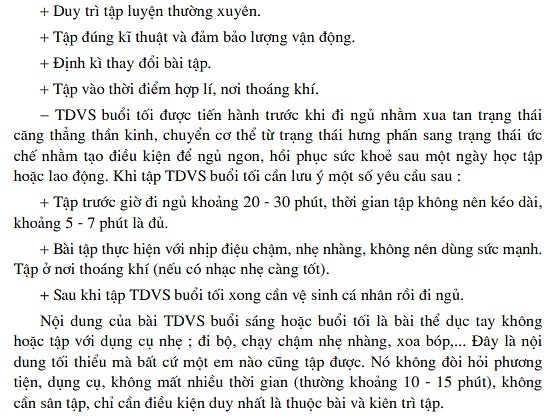 + Duy trì tập luyện thường xuyên.
+ Tập đúng kĩ thuật và đảm bảo lượng vận động.
+ Định kì thay đổi bài tập.
+ Tập vào thời điểm hợp lí, nơi thoáng khí.
– TDVS buổi tối được tiến hành trước khi đi ngủ nhằm xua tan trạng thái
căng thẳng thần kinh, chuyển cơ thể từ trạng thái hưng phấn sang trạng thái ức
chế nhằm tạo điều kiện để ngủ ngon, hồi phục sức khoẻ sau một ngày học tập
hoặc lao động. Khi tập TDVS buổi tối cần lưu ý một số yêu cầu sau :
+ Tập trước giờ đi ngủ khoảng 20 - 30 phút, thời gian tập không nên kéo dài,
khoảng 5 - 7 phút là đủ.
+ Bài tập thực hiện với nhịp điệu chậm, nhẹ nhàng, không nên dùng sức mạnh.
Tập ở nơi thoáng khí (nếu có nhạc nhẹ càng tốt).
+ Sau khi tập TDVS buổi tối xong cần vệ sinh cá nhân rồi đi ngủ.
Nội dung của bài TDVS buổi sáng hoặc buổi tối là bài thể dục tay không
hoặc tập với dụng cụ nhẹ ; đi bộ, chạy chậm nhẹ nhàng, xoa bóp,... Đây là nội
dung tối thiểu mà bất cứ một em nào cũng tập được. Nó không đòi hỏi phương
tiện, dụng cụ, không mất nhiều thời gian (thường khoảng 10 - 15 phút), không
cần sân tập, chỉ cần điều kiện duy nhất là thuộc bài và kiên trì tập.